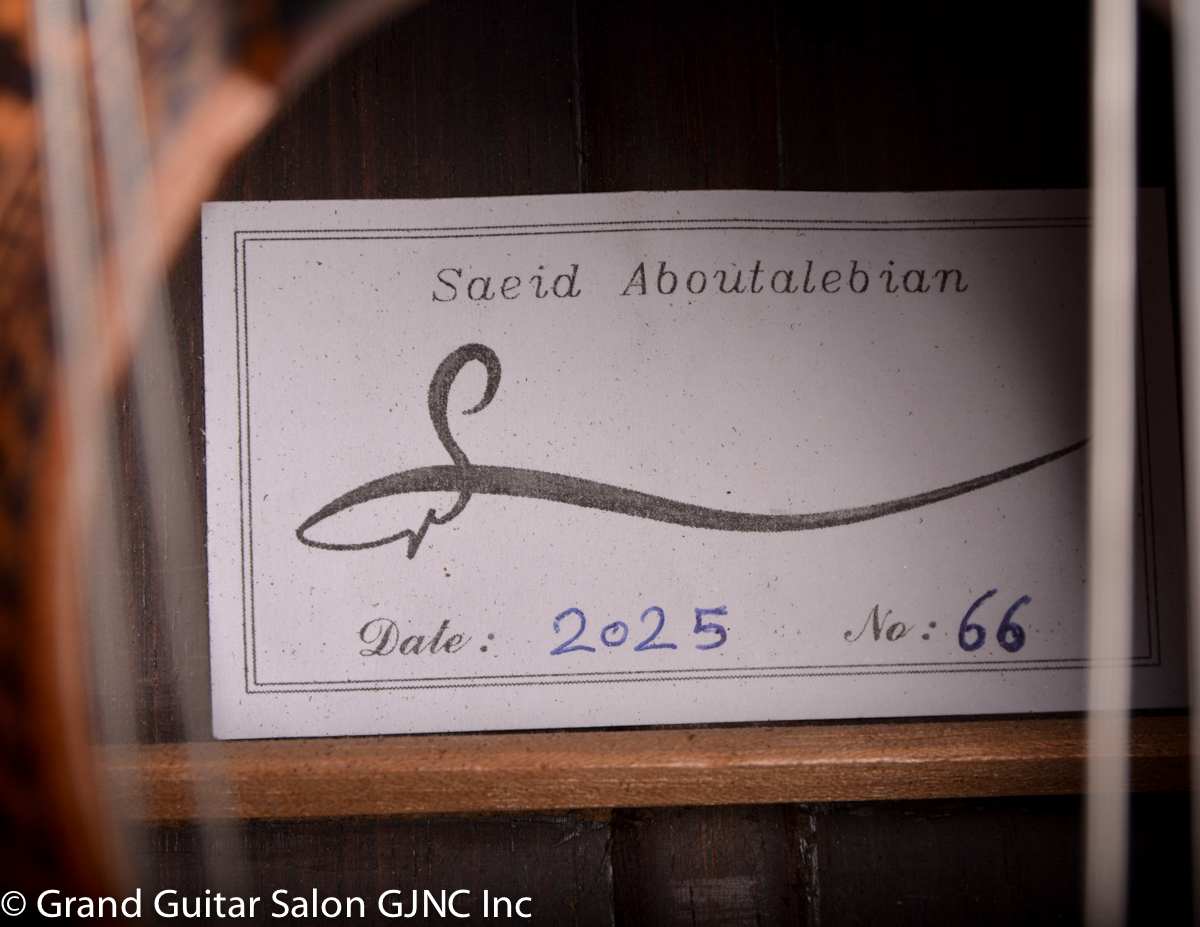 Saeid Aboutalebian
Date: 2025 No: 66
© Grand Guitar Salon GJNC Inc